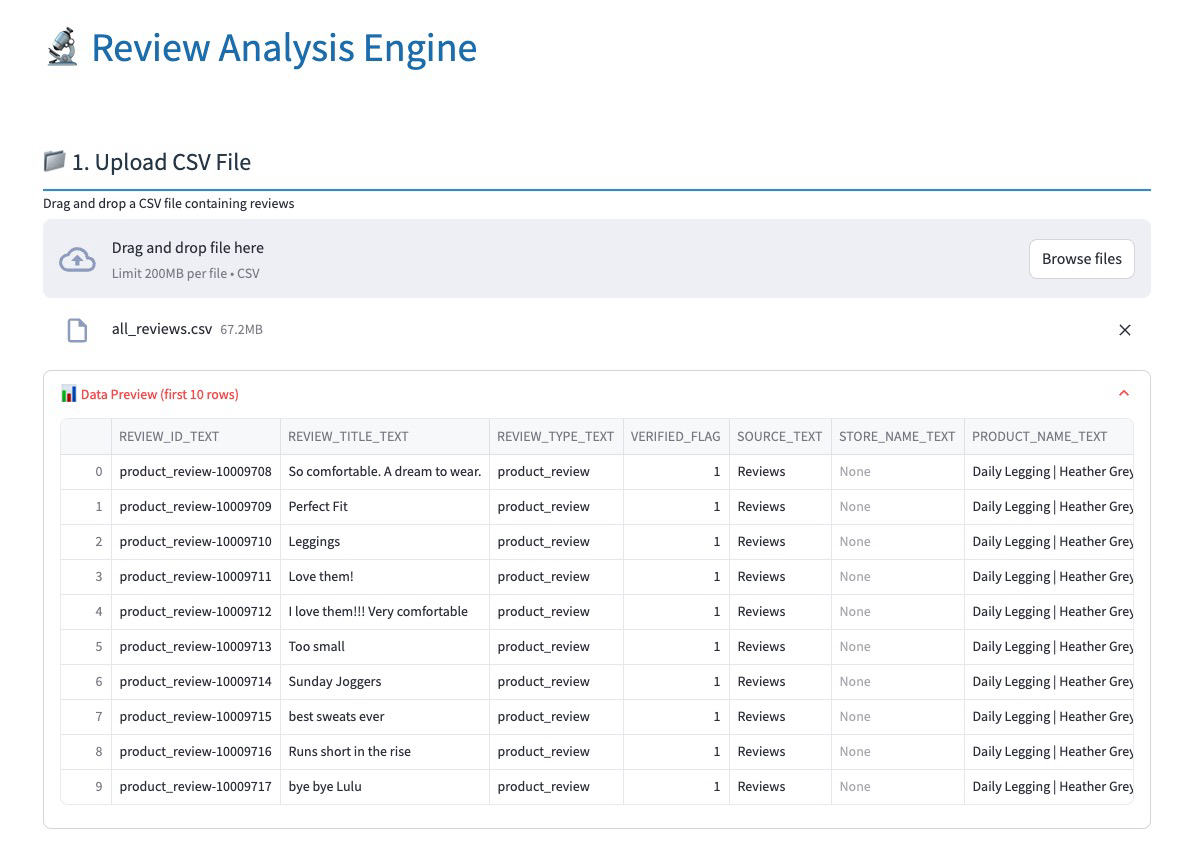 Review Analysis Engine
1. Upload CSV File
Drag and drop a CSV file containing reviews
Drag and drop file here
Limit 200MB per file • CSV
Browse files
all_reviews.csv 67.2MB
Data Preview (first 10 rows)
REVIEW_ID_TEXT REVIEW_TITLE_TEXT REVIEW_TYPE_TEXT VERIFIED_FLAG SOURCE_TEXT STORE_NAME_TEXT PRODUCT_NAME_TEXT
0 product_review-10009708 So comfortable. A dream to wear. product_review 1 Reviews None Daily Legging | Heather Grey
1 product_review-10009709 Perfect Fit product_review 1 Reviews None Daily Legging | Heather Grey
2 product_review-10009710 Leggings product_review 1 Reviews None Daily Legging | Heather Grey
3 product_review-10009711 Love them! product_review 1 Reviews None Daily Legging | Heather Grey
4 product_review-10009712 I love them!!! Very comfortable product_review 1 Reviews None Daily Legging | Heather Grey
5 product_review-10009713 Too small product_review 1 Reviews None Daily Legging | Heather Grey
6 product_review-10009714 Sunday Joggers product_review 1 Reviews None Daily Legging | Heather Grey
7 product_review-10009715 best sweats ever product_review 1 Reviews None Daily Legging | Heather Grey
8 product_review-10009716 Runs short in the rise product_review 1 Reviews None Daily Legging | Heather Grey
9 product_review-10009717 bye bye Lulu product_review 1 Reviews None Daily Legging | Heather Grey